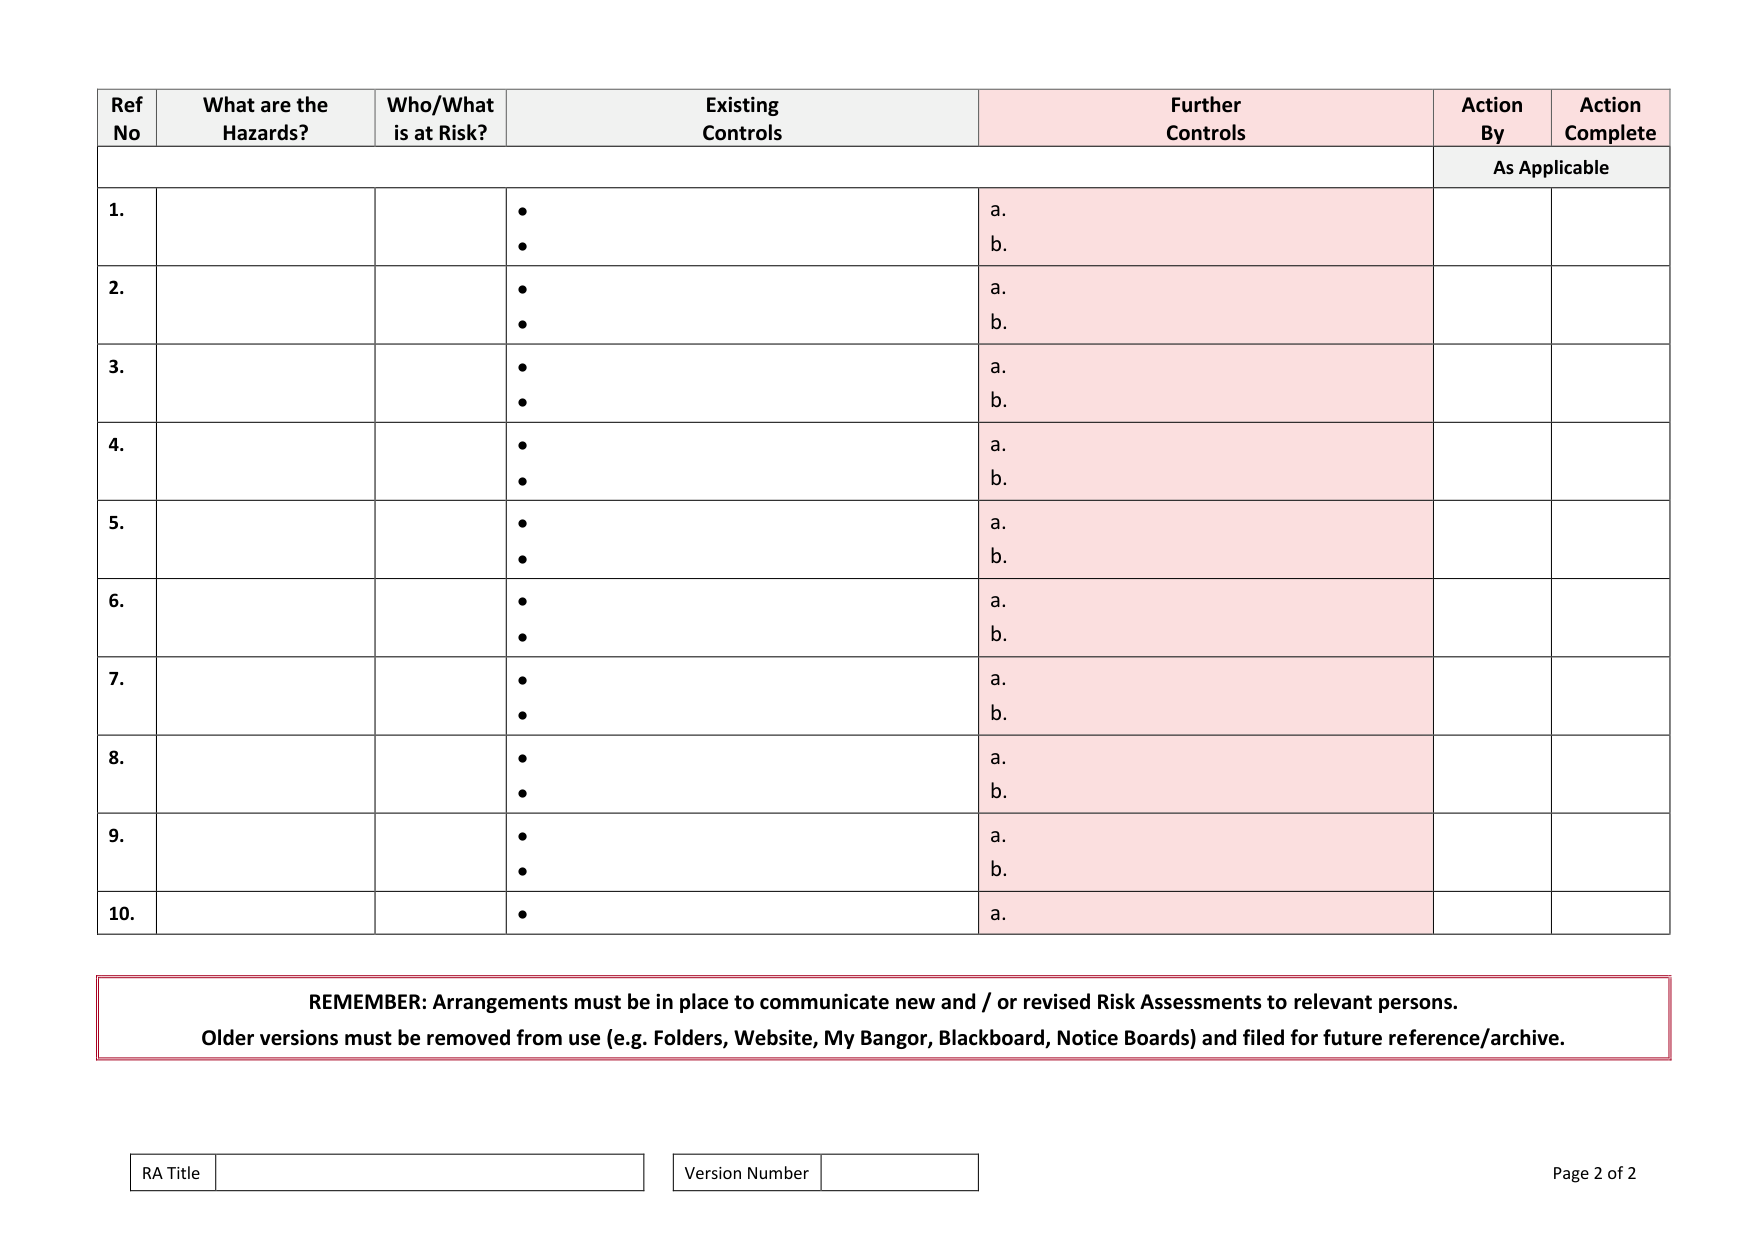 Ref No What are the Hazards? Who/What is at Risk? Existing Controls Further Controls Action By Action Complete
As Applicable
1. • a.
• b.
2. • a.
• b.
3. • a.
• b.
4. • a.
• b.
5. • a.
• b.
6. • a.
• b.
7. • a.
• b.
8. • a.
• b.
9. • a.
• b.
10. • a.
REMEMBER: Arrangements must be in place to communicate new and / or revised Risk Assessments to relevant persons.
Older versions must be removed from use (e.g. Folders, Website, My Bangor, Blackboard, Notice Boards) and filed for future reference/archive.
RA Title Version Number Page 2 of 2